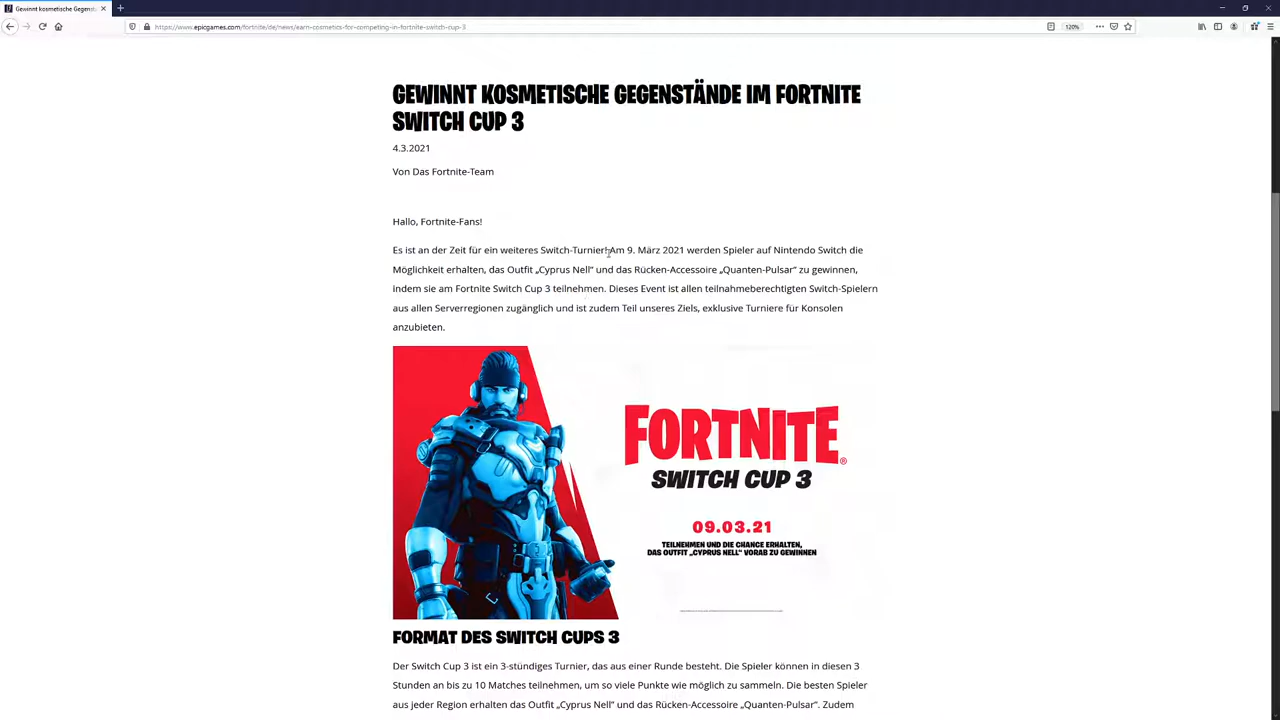 Gewinnt kosmetische Gegenst
https://www.epicgames.com/fortnite/de/news/earn-cosmetics-for-competing-in-fortnite-switch-cup-3
120%
GEWINNT KOSMETISCHE GEGENSTÄNDE IM FORTNITE
SWITCH CUP 3
4.3.2021
Von Das Fortnite-Team
Hallo, Fortnite-Fans!
Es ist an der Zeit für ein weiteres Switch-Turnier! Am 9. März 2021 werden Spieler auf Nintendo Switch die
Möglichkeit erhalten, das Outfit „Cyprus Nell“ und das Rücken-Accessoire „Quanten-Pulsar“ zu gewinnen,
indem sie am Fortnite Switch Cup 3 teilnehmen. Dieses Event ist allen teilnahmeberechtigten Switch-Spielern
aus allen Serverregionen zugänglich und ist zudem Teil unseres Ziels, exklusive Turniere für Konsolen
anzubieten.
FORTNITE®
SWITCH CUP 3
09.03.21
TEILNEHMEN UND DIE CHANCE ERHALTEN,
DAS OUTFIT „CYPRUS NELL“ VORAB ZU GEWINNEN
FORMAT DES SWITCH CUPS 3
Der Switch Cup 3 ist ein 3-stündiges Turnier, das aus einer Runde besteht. Die Spieler können in diesen 3
Stunden an bis zu 10 Matches teilnehmen, um so viele Punkte wie möglich zu sammeln. Die besten Spieler
aus jeder Region erhalten das Outfit „Cyprus Nell“ und das Rücken-Accessoire „Quanten-Pulsar“. Zudem